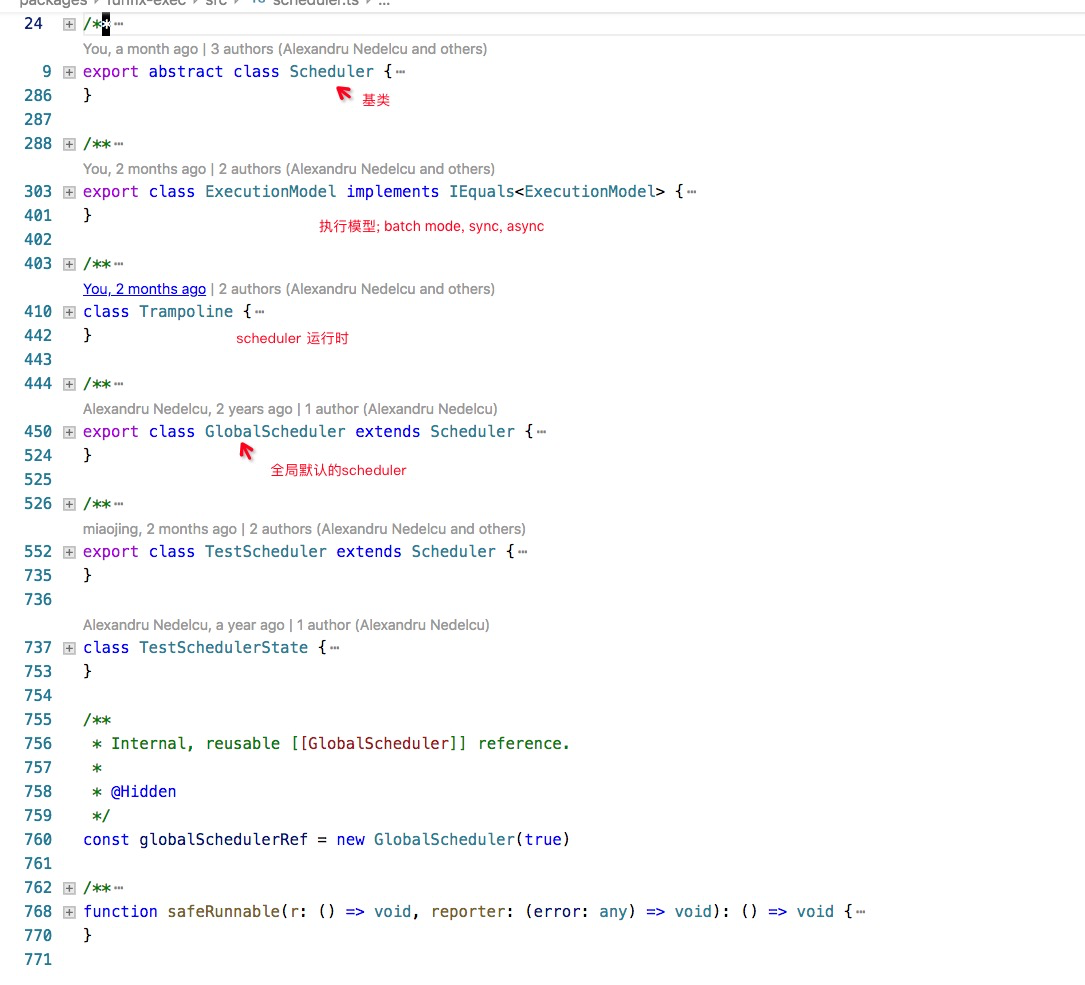 packages › funfix-exec › src › TS scheduler.ts › ...
24 /** ⋯
You, a month ago | 3 authors (Alexandru Nedelcu and others)
9 export abstract class Scheduler { ⋯
286 }
基类
287
288 /** ⋯
You, 2 months ago | 2 authors (Alexandru Nedelcu and others)
303 export class ExecutionModel implements IEquals<ExecutionModel> { ⋯
401 }
执行模型; batch mode, sync, async
402
403 /** ⋯
You, 2 months ago | 2 authors (Alexandru Nedelcu and others)
410 class Trampoline { ⋯
442 }
scheduler 运行时
443
444 /** ⋯
Alexandru Nedelcu, 2 years ago | 1 author (Alexandru Nedelcu)
450 export class GlobalScheduler extends Scheduler { ⋯
524 }
全局默认的scheduler
525
526 /** ⋯
miaojing, 2 months ago | 2 authors (Alexandru Nedelcu and others)
552 export class TestScheduler extends Scheduler { ⋯
735 }
736
Alexandru Nedelcu, a year ago | 1 author (Alexandru Nedelcu)
737 class TestSchedulerState { ⋯
753 }
754
755 /**
756 * Internal, reusable [[GlobalScheduler]] reference.
757 *
758 * @Hidden
759 */
760 const globalSchedulerRef = new GlobalScheduler(true)
761
762 /** ⋯
768 function safeRunnable(r: () => void, reporter: (error: any) => void): () => void { ⋯
770 }
771